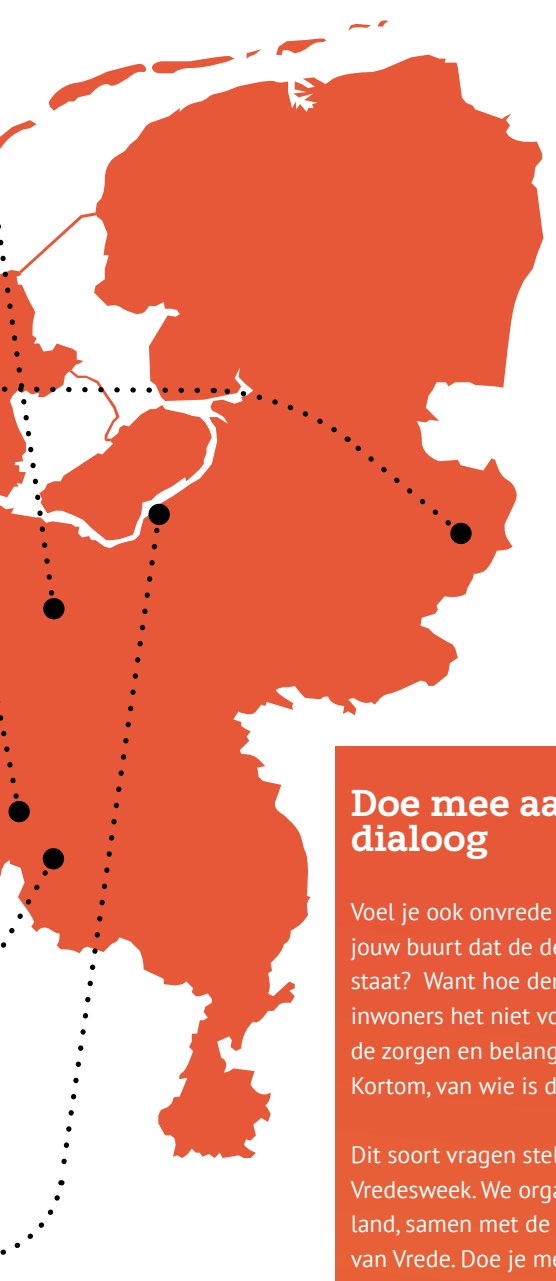 Doe mee aa
dialoog
Voel je ook onvrede
jouw buurt dat de de
staat? Want hoe der
inwoners het niet vo
de zorgen en belang
Kortom, van wie is d
Dit soort vragen stel
Vredesweek. We orga
land, samen met de
van Vrede. Doe je me